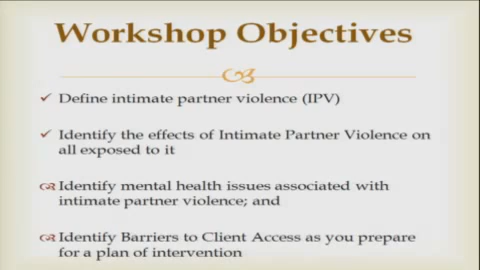 Workshop Objectives
Define intimate partner violence (IPV)
Identify the effects of Intimate Partner Violence on
all exposed to it
Identify mental health issues associated with
intimate partner violence; and
Identify Barriers to Client Access as you prepare
for a plan of intervention